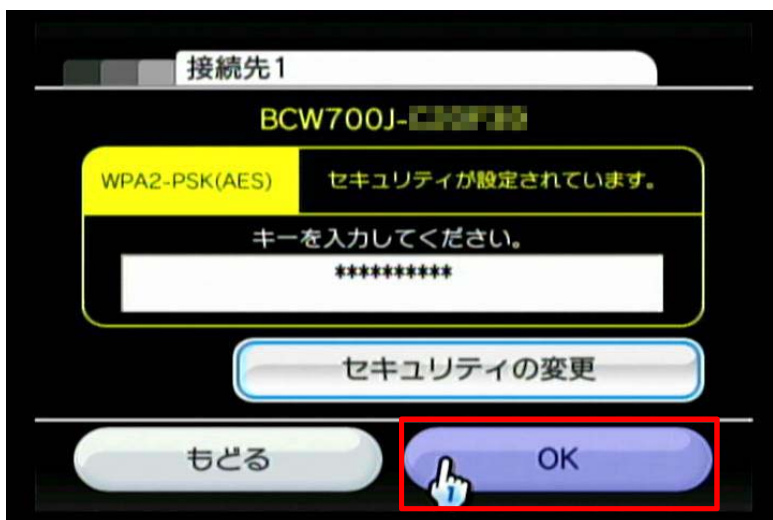 接続先1
BCW700J-
WPA2-PSK(AES)
セキュリティが設定されています。
キーを入力してください。
**********
セキュリティの変更
もどる
OK
1